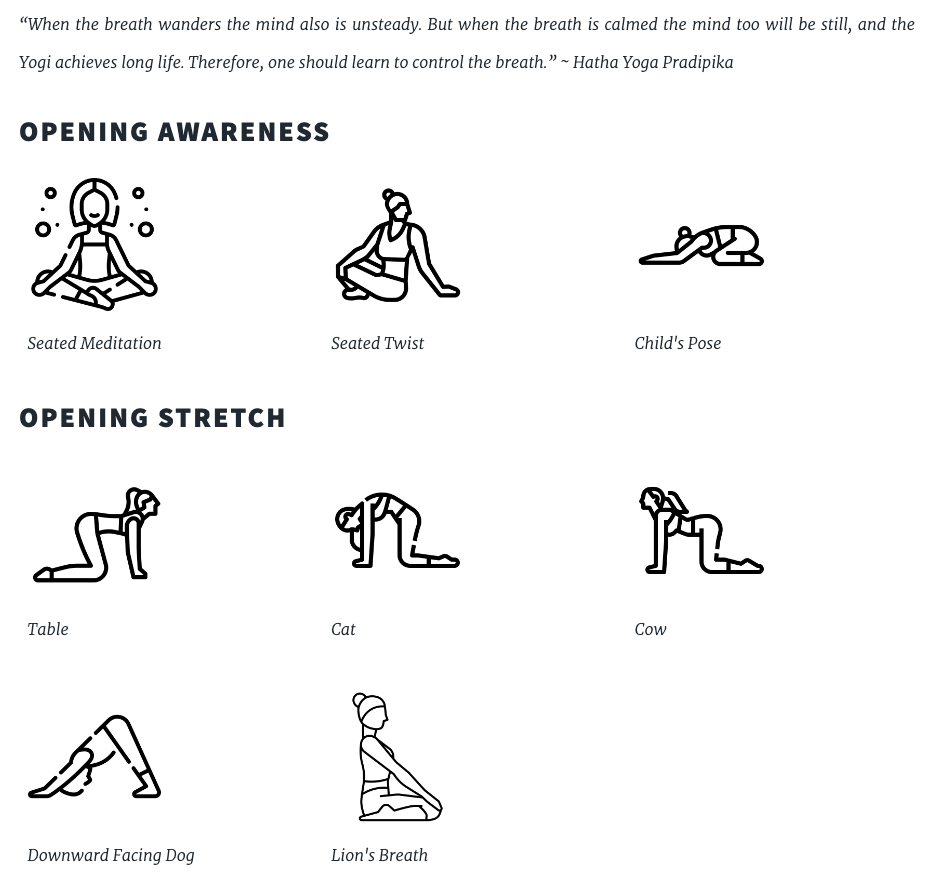 “When the breath wanders the mind also is unsteady. But when the breath is calmed the mind too will be still, and the
Yogi achieves long life. Therefore, one should learn to control the breath.” ~ Hatha Yoga Pradipika
OPENING AWARENESS
Seated Meditation
Seated Twist
Child's Pose
OPENING STRETCH
Table
Cat
Cow
Downward Facing Dog
Lion's Breath